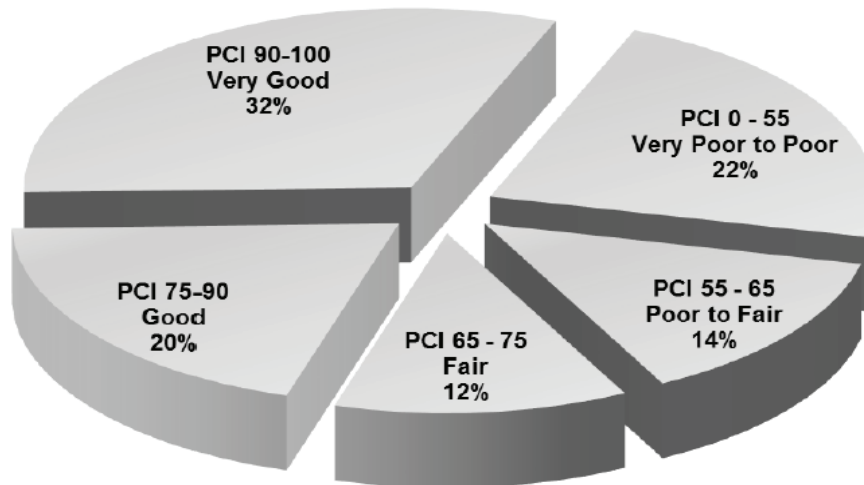 PCI 90-100
Very Good
32%
PCI 0 - 55
Very Poor to Poor
22%
PCI 75-90
Good
20%
PCI 65 - 75
Fair
12%
PCI 55 - 65
Poor to Fair
14%